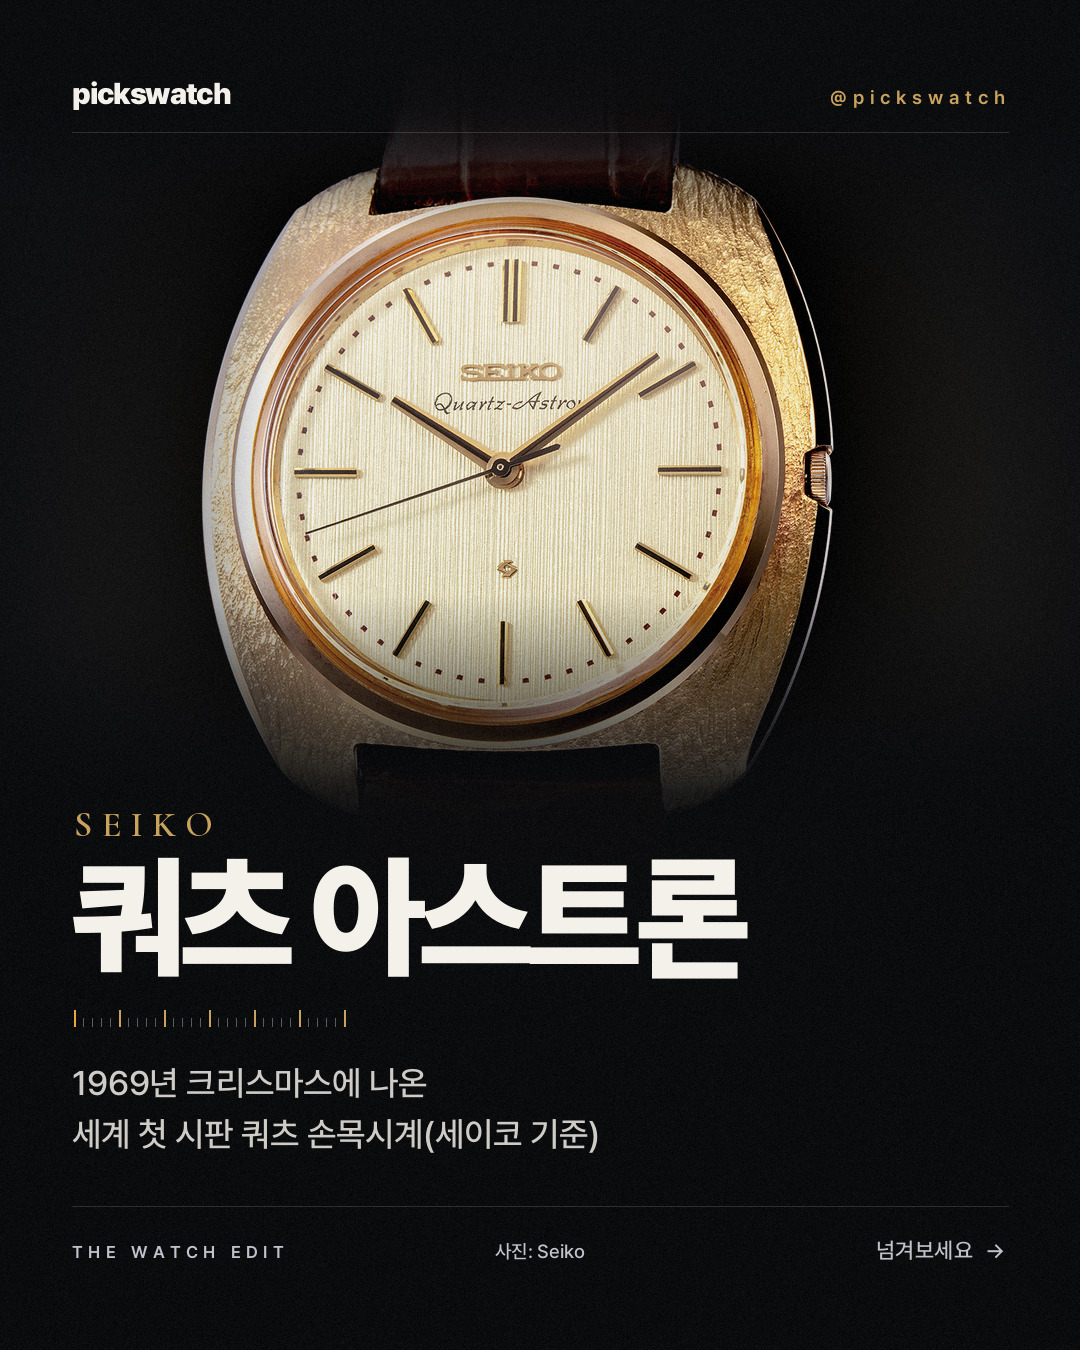 pickswatch
@pickswatch
SEIKO
SEIKO
퀴츠 아스트론
1969년 크리스마스에 나온
세계 첫 시판 쿼츠 손목시계(세이코 기준)
THE WATCH EDIT
사진: Seiko
넘겨보세요 →